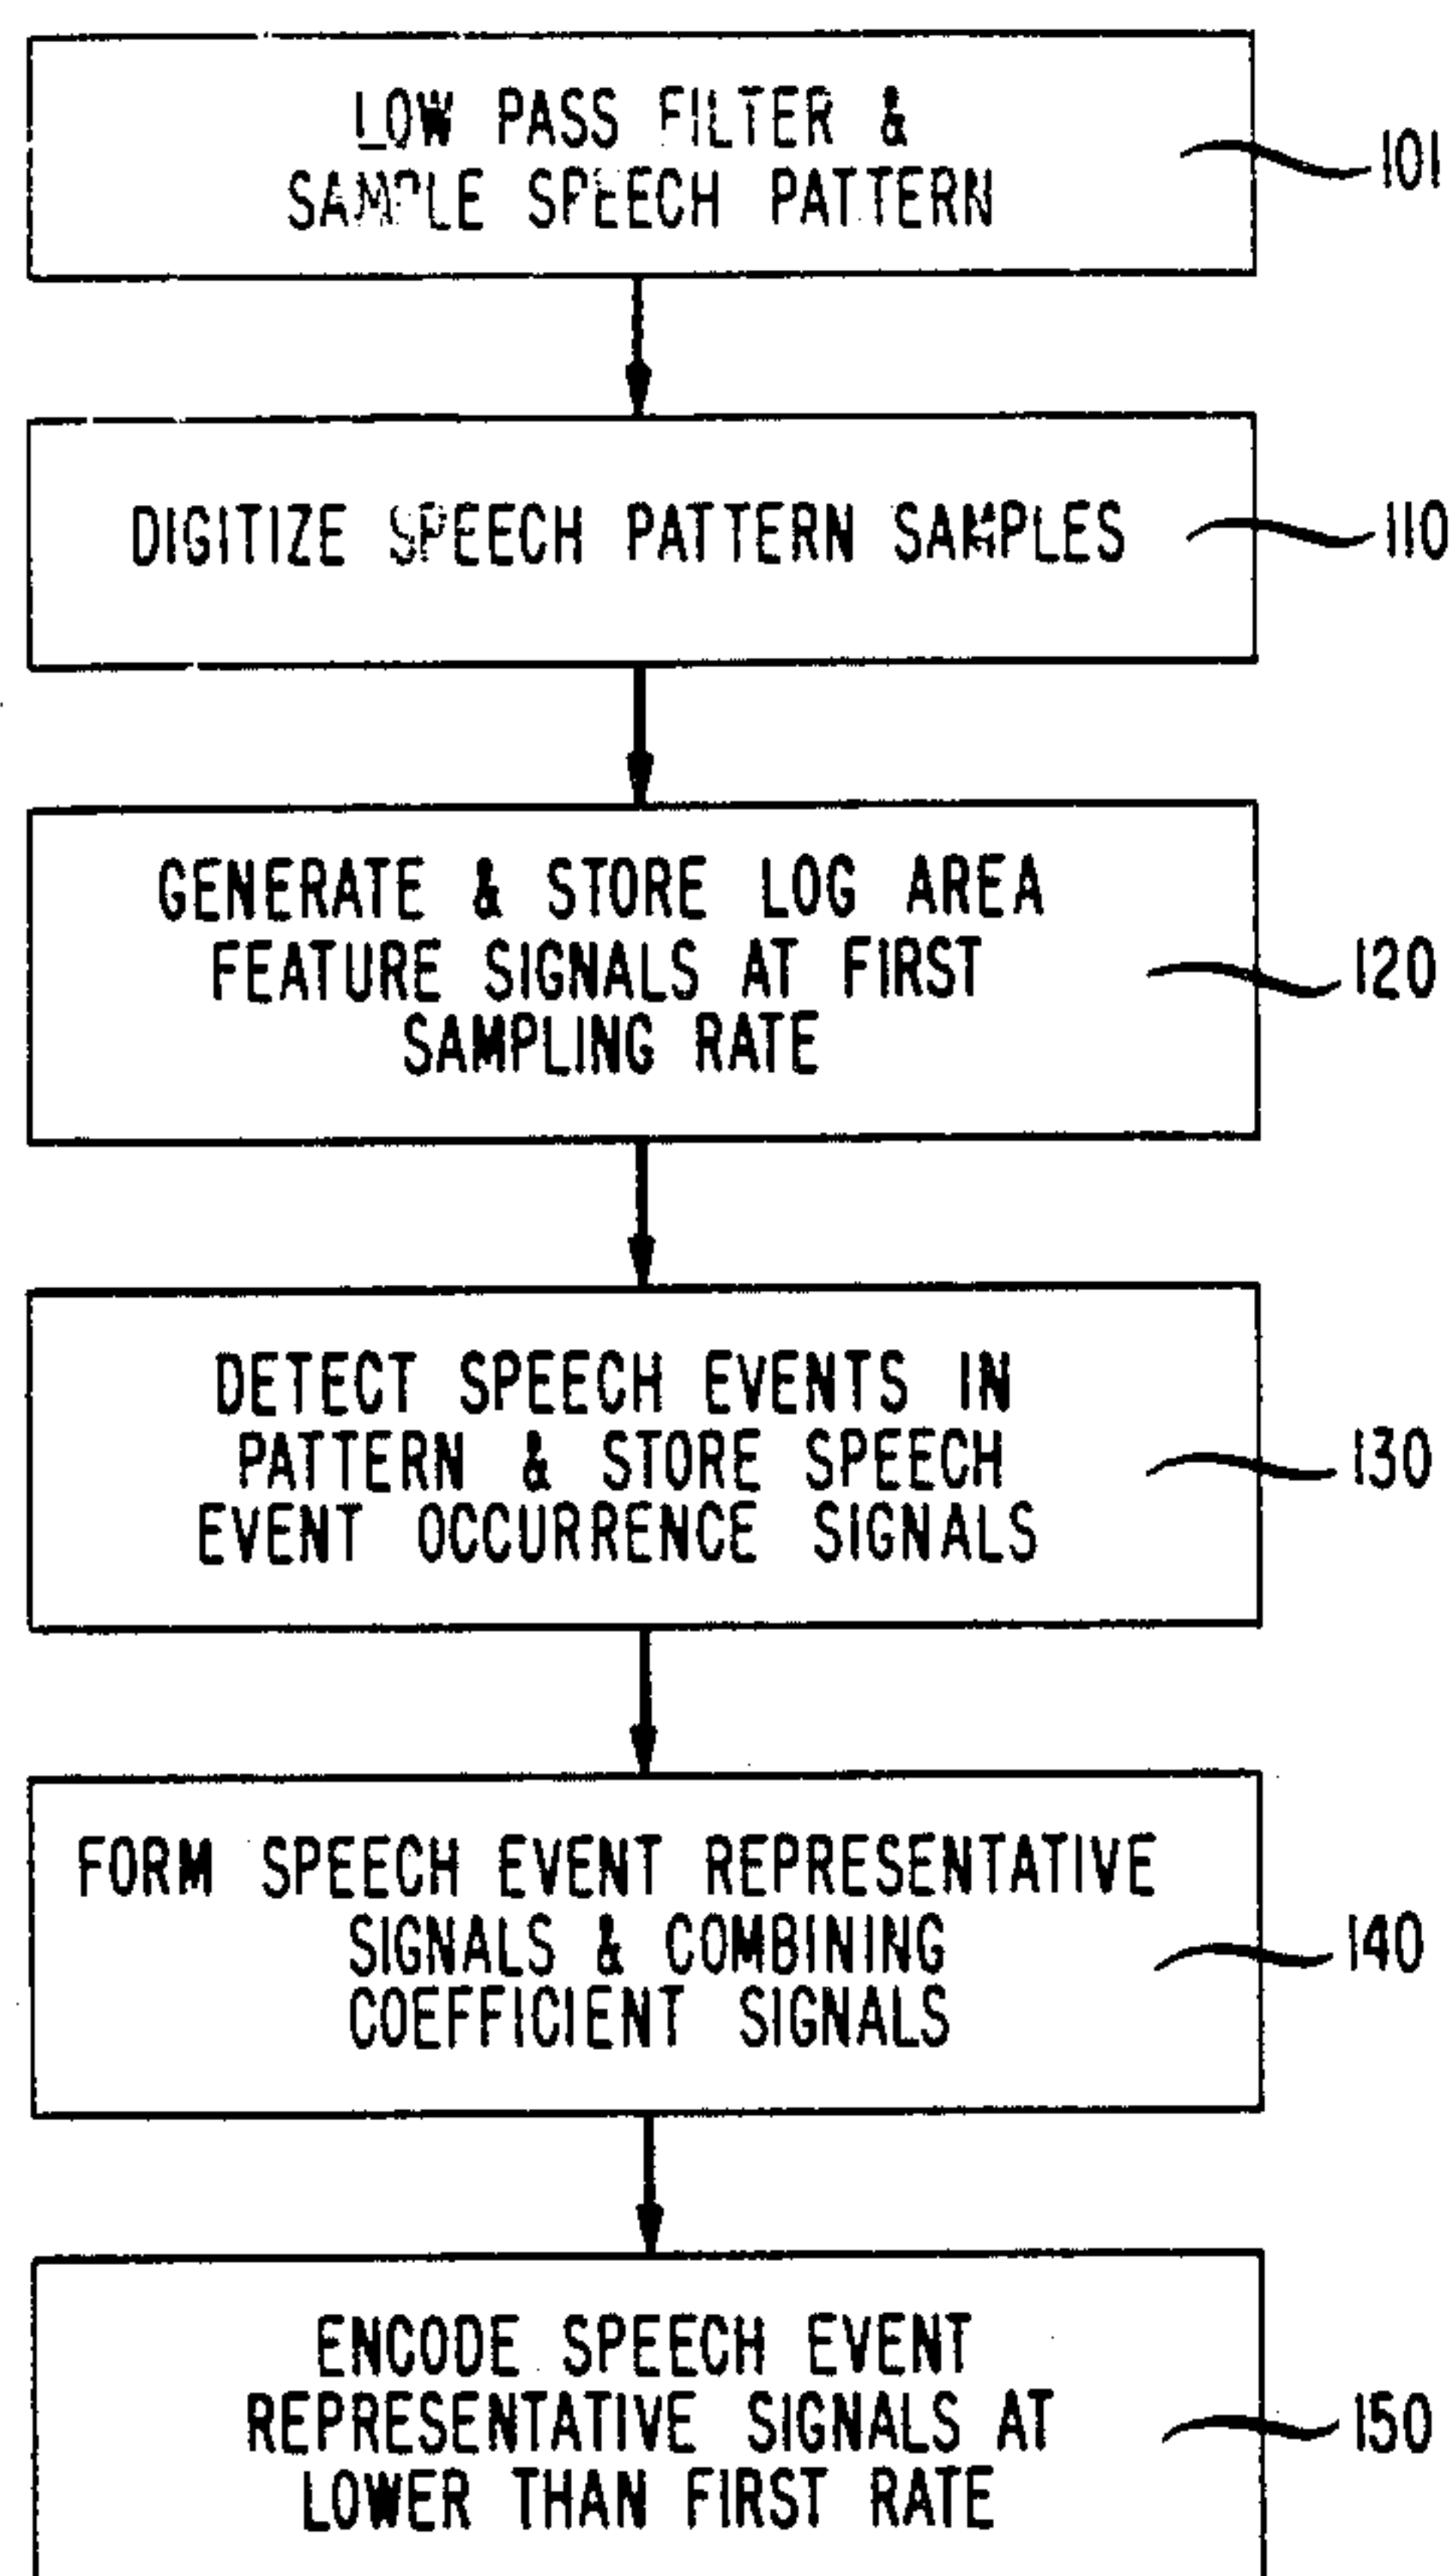 LOW PASS FILTER &
SAMPLE SPEECH PATTERN
101
DIGITIZE SPEECH PATTERN SAMPLES
110
GENERATE & STORE LOG AREA
FEATURE SIGNALS AT FIRST
SAMPLING RATE
120
DETECT SPEECH EVENTS IN
PATTERN & STORE SPEECH
EVENT OCCURRENCE SIGNALS
130
FORM SPEECH EVENT REPRESENTATIVE
SIGNALS & COMBINING
COEFFICIENT SIGNALS
140
ENCODE SPEECH EVENT
REPRESENTATIVE SIGNALS AT
LOWER THAN FIRST RATE
150